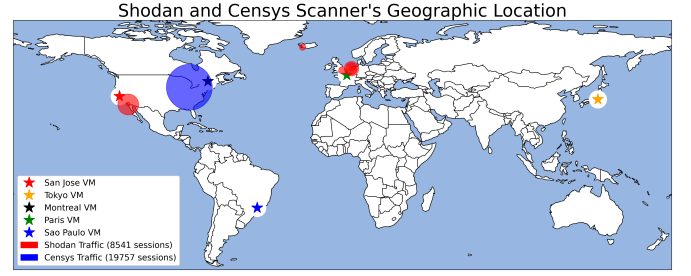 Shodan and Censys Scanner's Geographic Location
San Jose VM
Tokyo VM
Montreal VM
Paris VM
Sao Paulo VM
Shodan Traffic (8541 sessions)
Censys Traffic (19757 sessions)